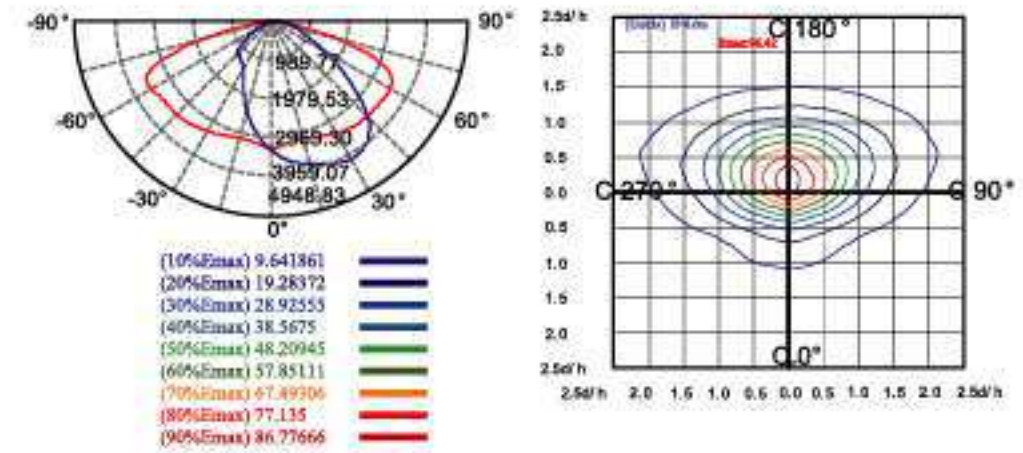 -90° 90°
989.77
1979.53
-60° 60°
2969.30
3959.07
-30° 4948.83 30°
0°
(10%Emax) 9.641861
(20%Emax) 19.28372
(30%Emax) 28.92555
(40%Emax) 38.5675
(50%Emax) 48.20945
(60%Emax) 57.85111
(70%Emax) 67.49306
(80%Emax) 77.135
(90%Emax) 86.77666
2.5d/h
C 180°
2.0
1.5
1.0
0.5
C 270° 0.0 C 90°
0.5
1.0
1.5
2.0
C 0°
2.5d/h
2.5d/h 2.0 1.5 1.0 0.5 0.0 0.5 1.0 1.5 2.0 2.5d/h